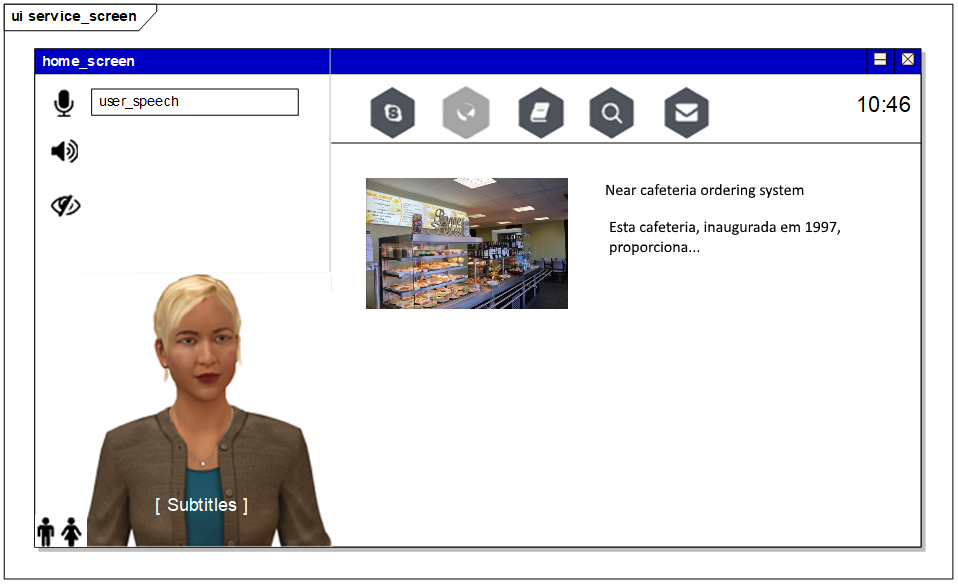 ui service_screen
home_screen
user_speech
10:46
Near cafeteria ordering system
Esta cafeteria, inaugurada em 1997,
proporciona...
[ Subtitles ]